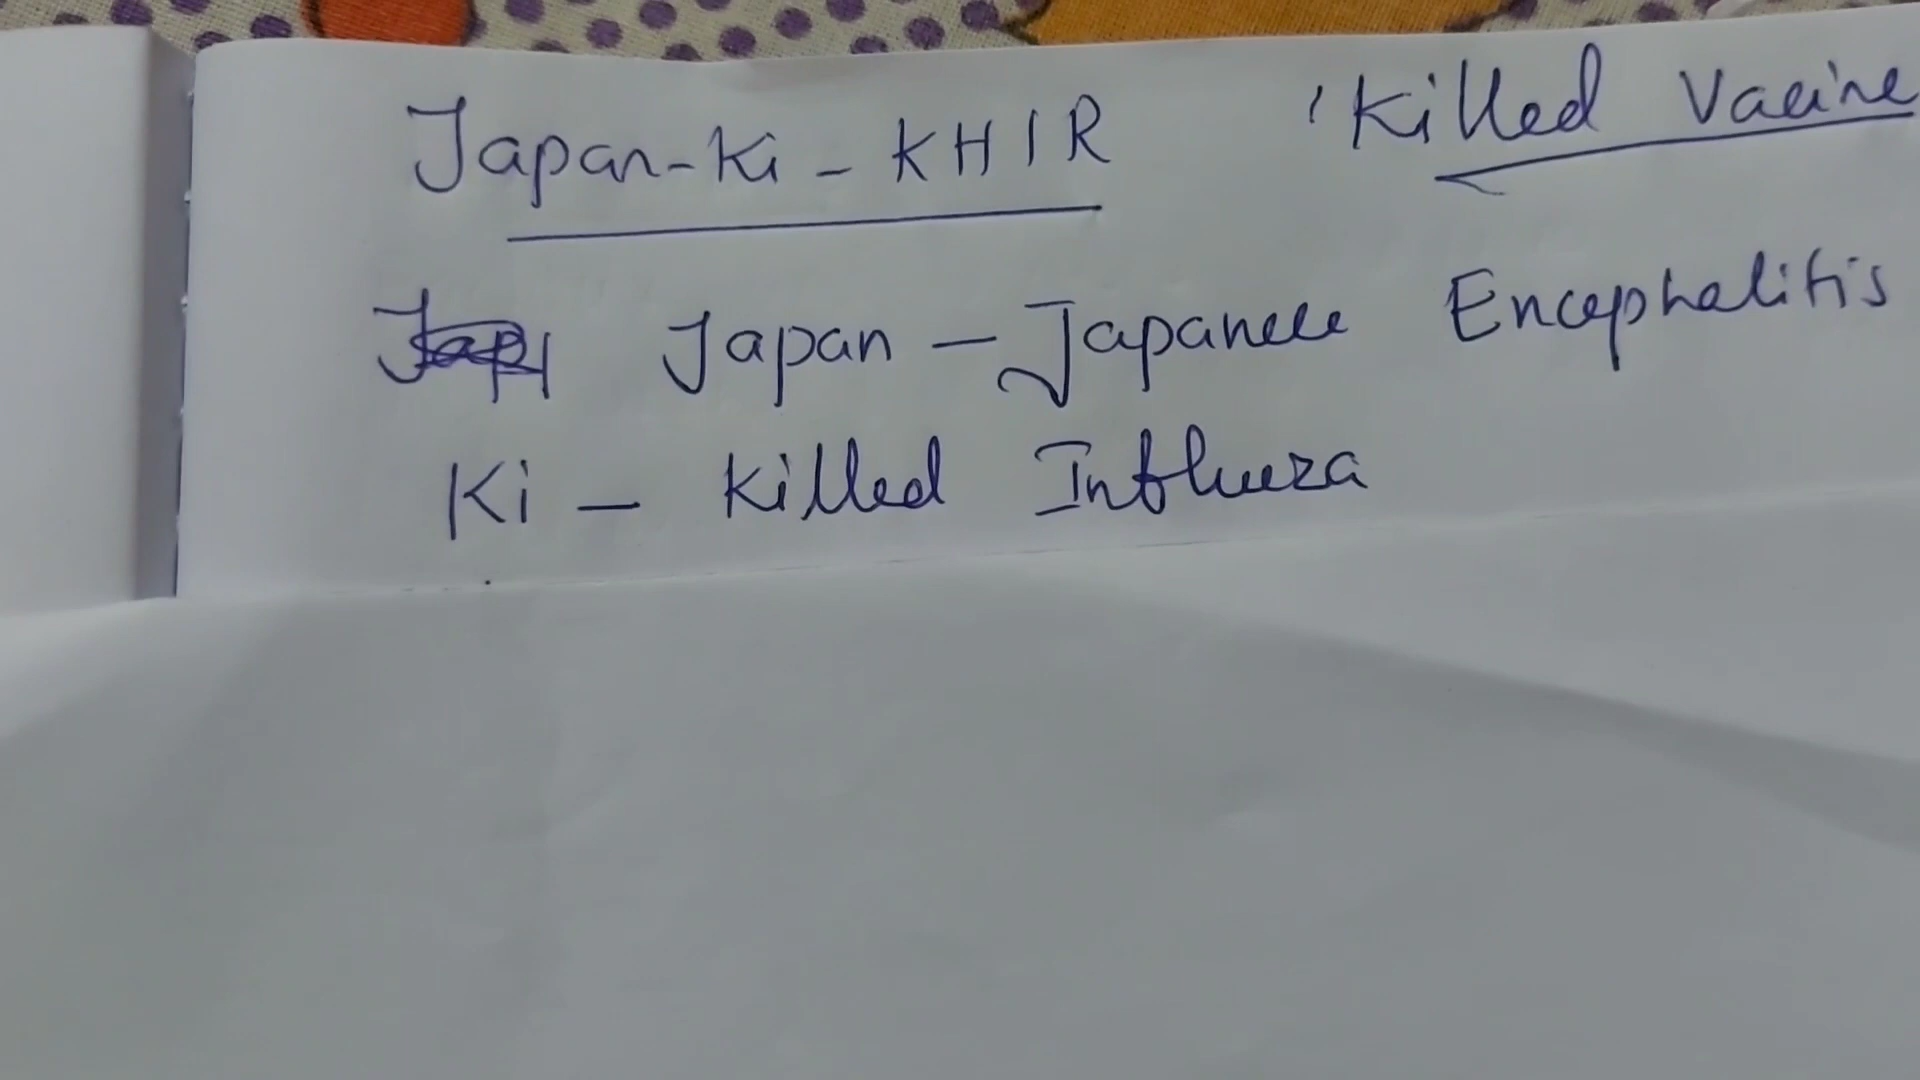 Japan-Ki-KHIR 'Killed Vaccine
Japan - Japanese Encephalitis
Ki - Killed Influenza